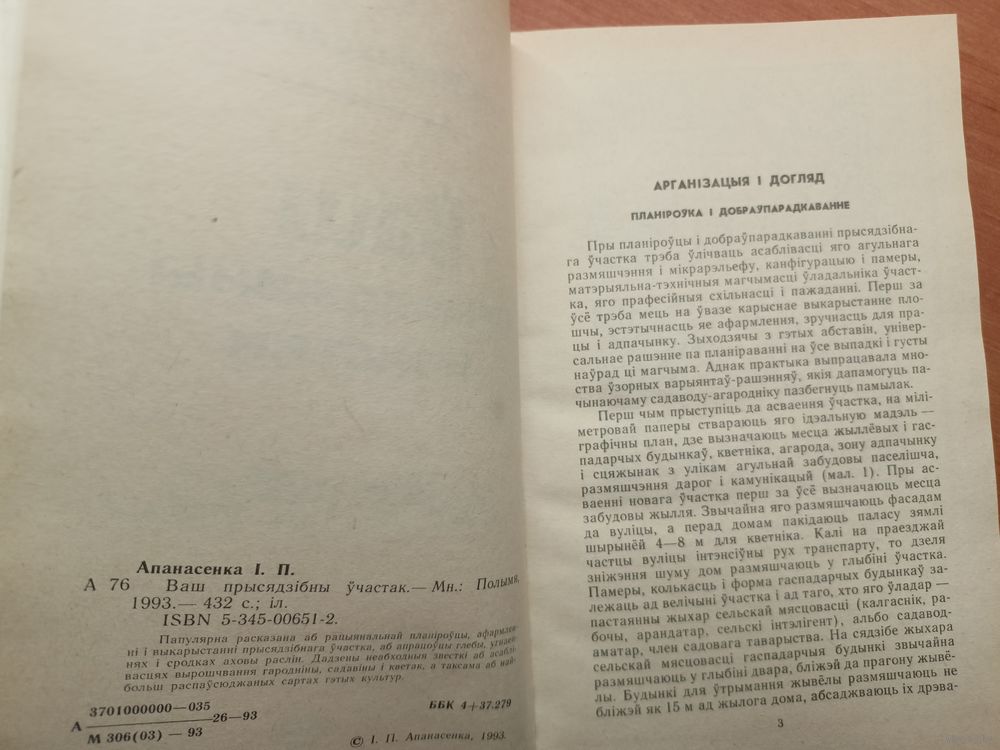 Апанасенка І. П.
А 76 Ваш прысядзібны ўчастак.— Мн.: Полымя,
1993.— 432 с.; іл.
ISBN 5-345-00651-2.
Папулярна расказана аб рацыянальнай планіроўцы, афармлен-
ні і выкарыстанні прысядзібнага ўчастка, аб апрацоўцы глебы, угнаен-
нях і сродках аховы раслін. Дадзены неабходныя звесткі аб асаблі-
васцях вырошчвання гародніны, садавіны і кветак, а таксама аб най-
больш распаўсюджаных сартах гэтых культур.
3701000000—035
А 26—93
М 306(03) — 93
ББК 4+37.279
© І. П. Апанасенка, 1993.
АРГАНІЗАЦЫЯ І ДОГЛЯД
ПЛАНІРОЎКА І ДОБРАЎПАРАДКАВАННЕ
Пры планіроўцы і добраўпарадкаванні прысядзібна-
га ўчастка трэба ўлічваць асаблівасці яго агульнага
размяшчэння і мікрарэльефу, канфігурацыю і памеры,
матэрыяльна-тэхнічныя магчымасці ўладальніка ўчаст-
ка, яго прафесійныя схільнасці і пажаданні. Перш за
ўсё трэба мець на ўвазе карыснае выкарыстанне пло-
шчы, эстэтычнасць яе афармлення, зручнасць для пра-
цы і адпачынку. Зыходзячы з гэтых абставін, універ-
сальнае рашэнне па планіраванні на ўсе выпадкі і густы
наўрад ці магчыма. Аднак практыка выпрацавала мно-
ства ўзорных варыянтаў-рашэнняў, якія дапамогуць па-
чынаючаму садаводу-агародніку пазбегнуць памылак.
Перш чым прыступіць да асваення ўчастка, на мілі-
метровай паперы ствараюць яго ідэальную мадэль —
графічны план, дзе вызначаюць месца жыллёвых і гас-
падарчых будынкаў, кветніка, агарода, зону адпачынку
і сцяжынак з улікам агульнай забудовы паселішча,
размяшчэння дарог і камунікацый (мал. 1). Пры ас-
ваенні новага ўчастка перш за ўсё вызначаюць месца
забудовы жылля. Звычайна яго размяшчаюць фасадам
да вуліцы, а перад домам пакідаюць паласу зямлі
шырынёй 4—8 м для кветніка. Калі на праезджай
частцы вуліцы інтэнсіўны рух транспарту, то дзеля
зніжэння шуму дом размяшчаюць у глыбіні ўчастка.
Памеры, колькасць і форма гаспадарчых будынкаў за-
лежаць ад велічыні ўчастка і ад таго, хто яго ўладар —
пастаянны жыхар сельскай мясцовасці (калгаснік, ра-
бочы, арандатар, сельскі інтэлігент), альбо садавод-
аматар, член садовага таварыства. На сядзібе жыхара
сельскай мясцовасці гаспадарчыя будынкі звычайна
размяшчаюць у глыбіні двара, бліжэй да прагону жывё-
лы. Будынкі для ўтрымання жывёлы размяшчаюць не
бліжэй як 15 м ад жылога дома, абсаджваюць іх дрэва-
3